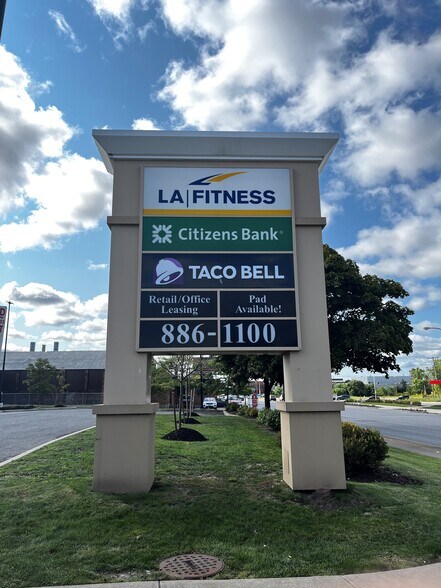 LA|FITNESS
Citizens Bank
TACO BELL
Retail/Office
Leasing
Pad
Available!
886-1100